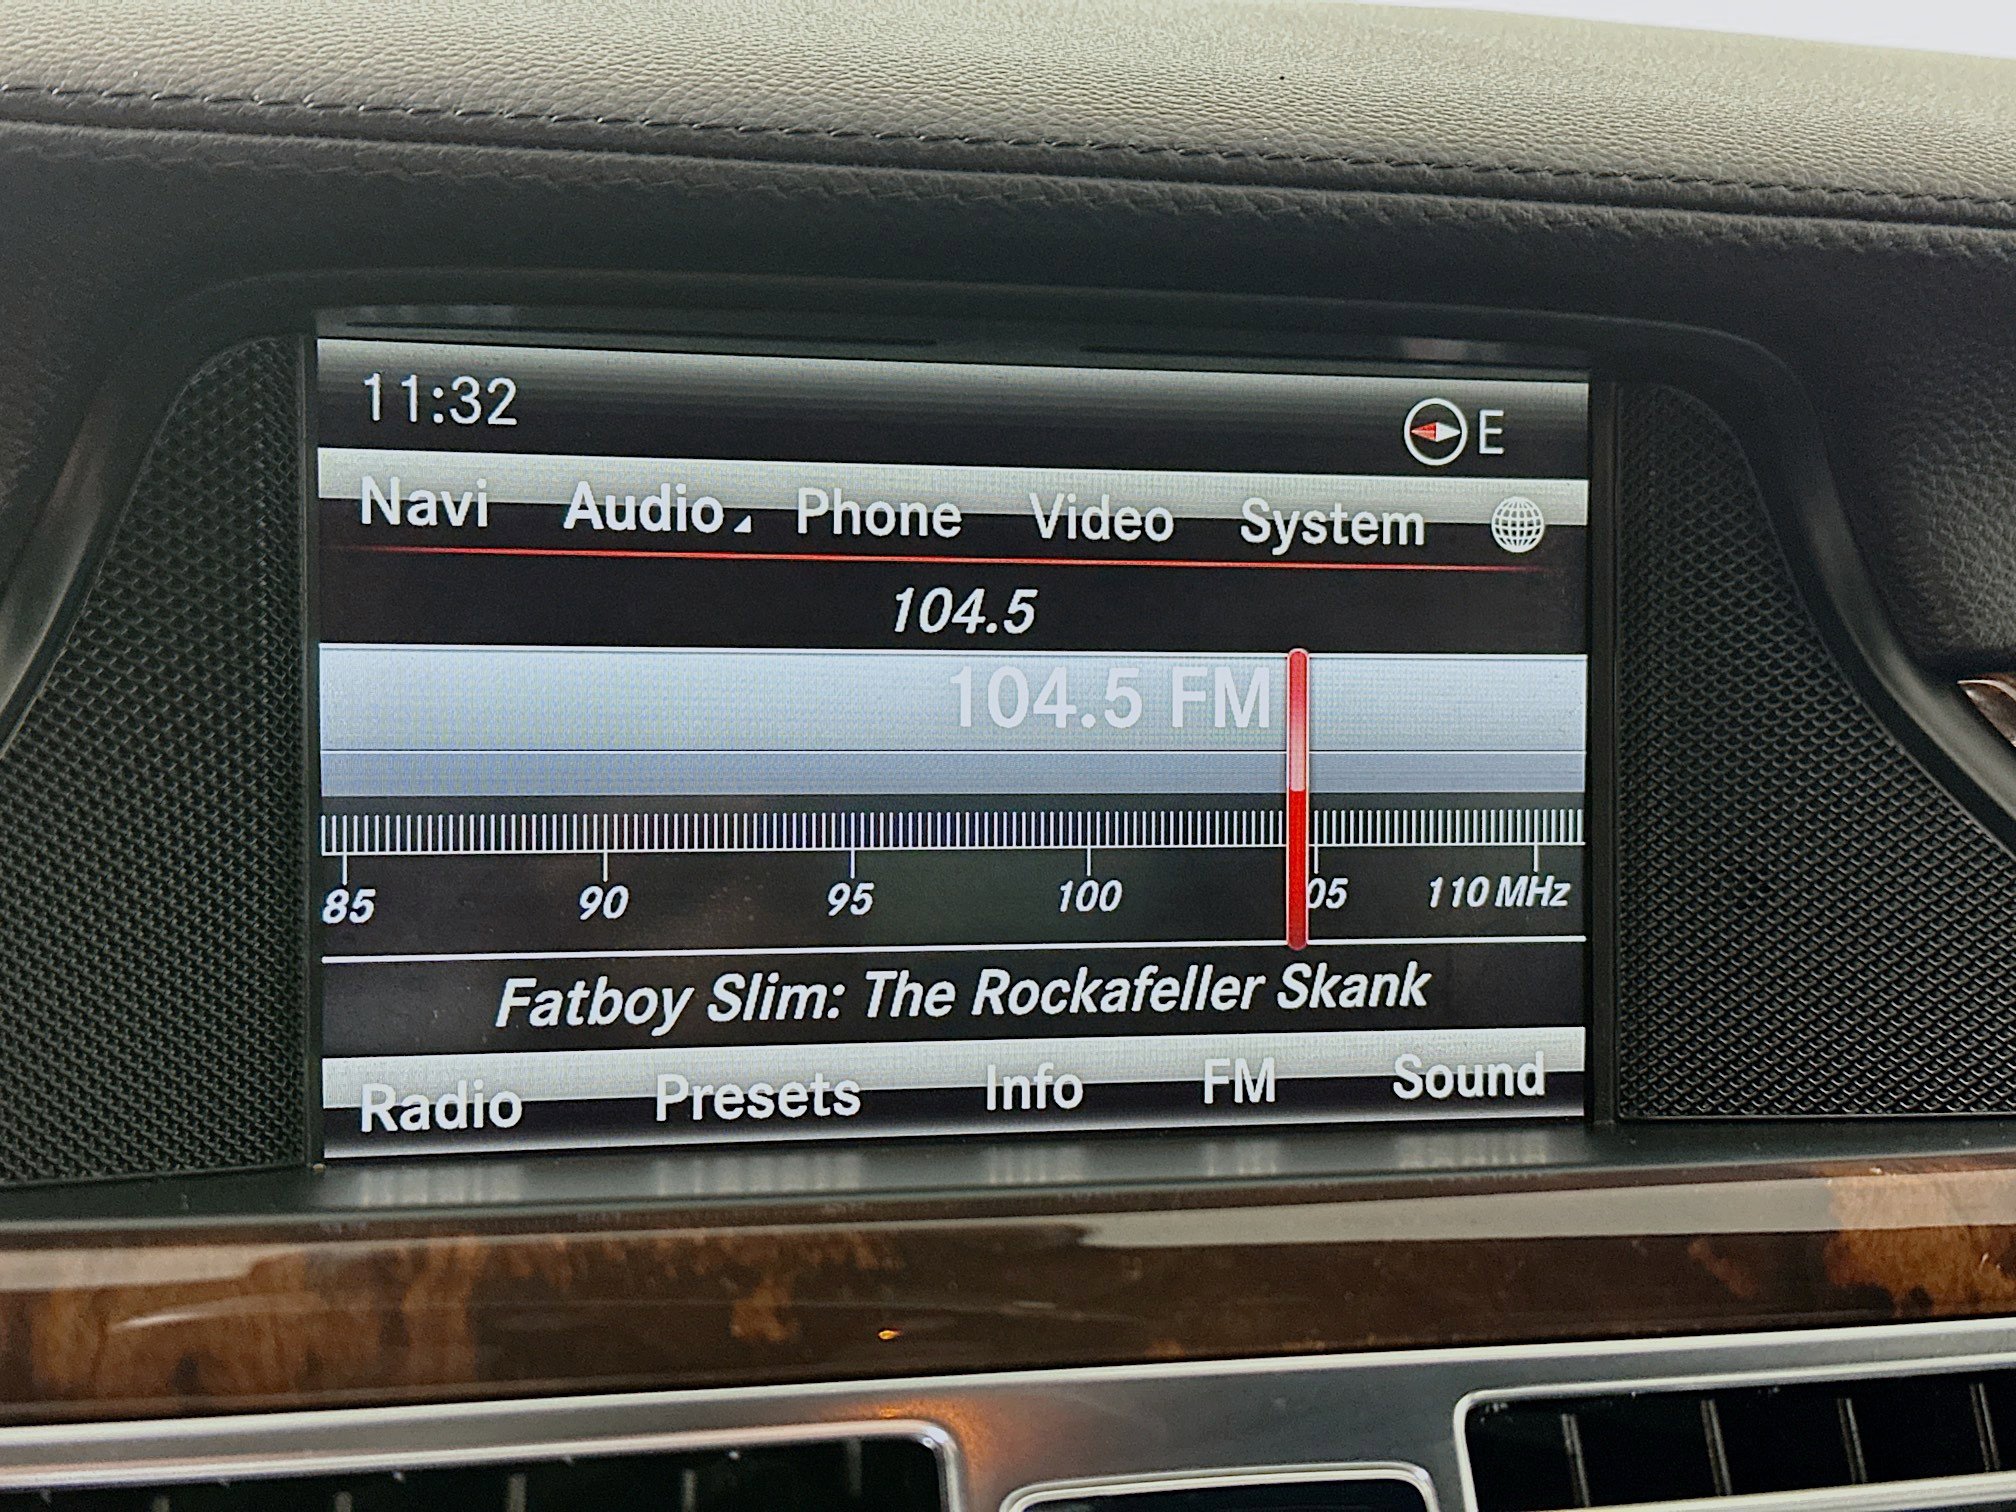 11:32 E
Navi Audio Phone Video System
104.5
104.5 FM
85 90 95 100 05 110 MHz
Fatboy Slim: The Rockafeller Skank
Radio Presets Info FM Sound